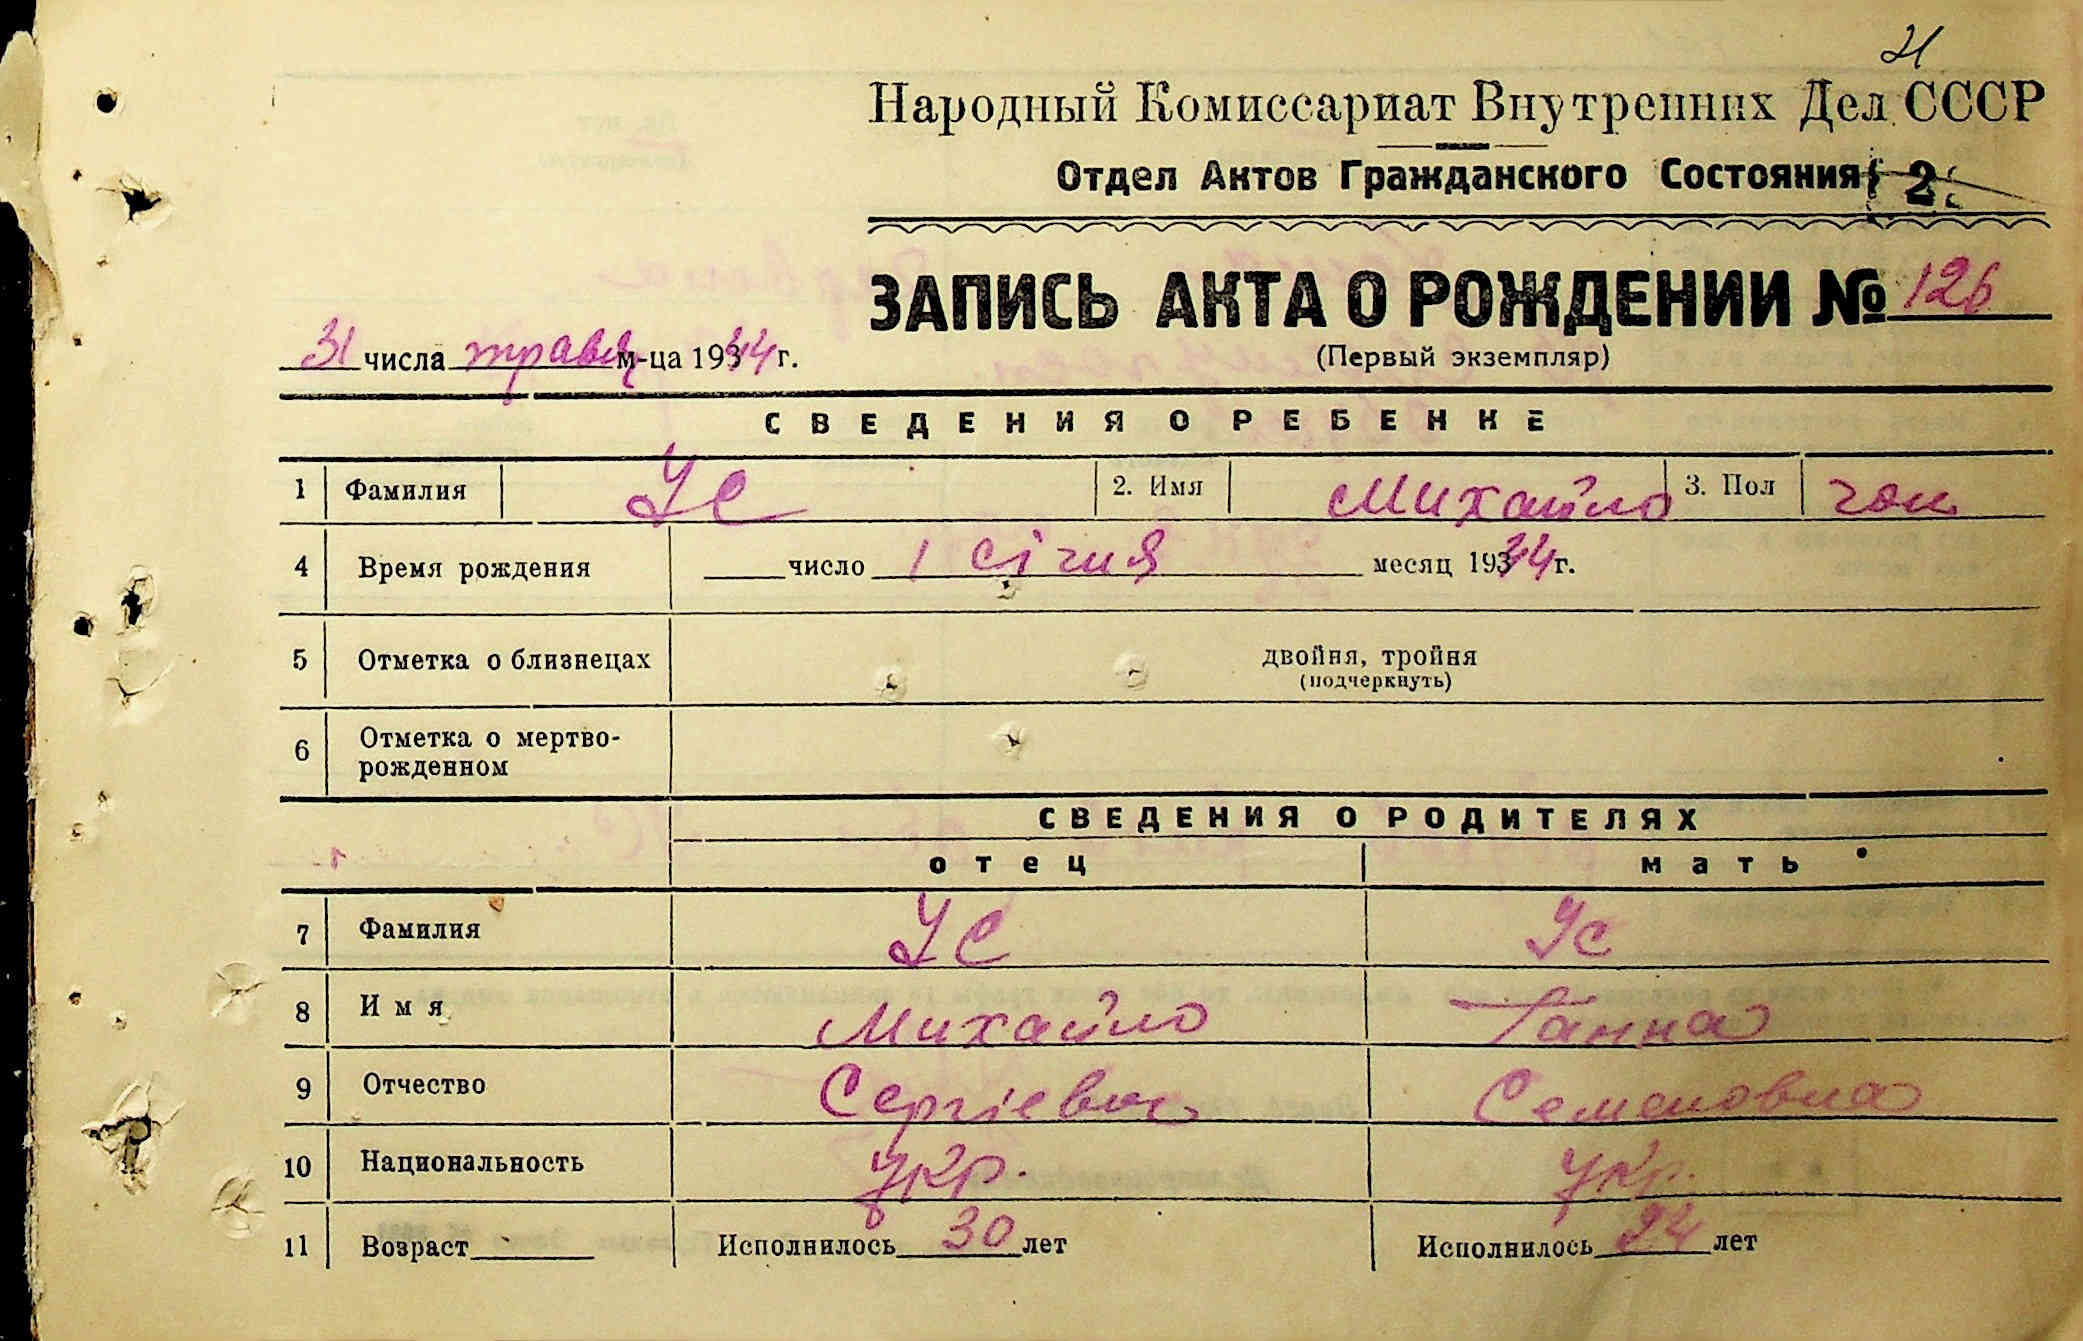 21
Народный Комиссариат Внутренних Дел СССР
Отдел Актов Гражданского Состояния 2
ЗАПИСЬ АКТА О РОЖДЕНИИ № 126
31 числа травня м-ца 1944 г.
(Первый экземпляр)
СВЕДЕНИЯ О РЕБЕНКЕ
1 Фамилия Ус 2. Имя Михайло 3. Пол чол
4 Время рождения число 1 січня месяц 1944 г.
5 Отметка о близнецах двойня, тройня
(подчеркнуть)
6 Отметка о мертво-
рожденном
СВЕДЕНИЯ О РОДИТЕЛЯХ
отец мать
7 Фамилия Ус Ус
8 Имя Михайло Ганна
9 Отчество Сергієвич Семеновна
10 Национальность укр. укр.
11 Возраст Исполнилось 30 лет Исполнилось 24 лет